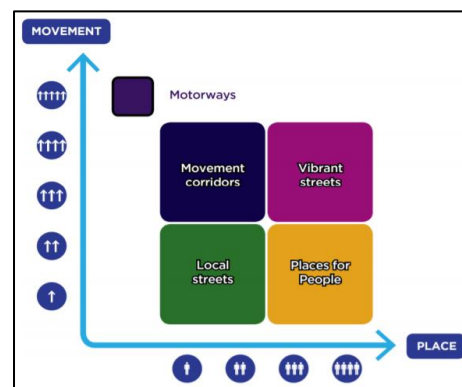 MOVEMENT
Motorways
Movement
corridors
Vibrant
streets
Local
streets
Places for
People
PLACE